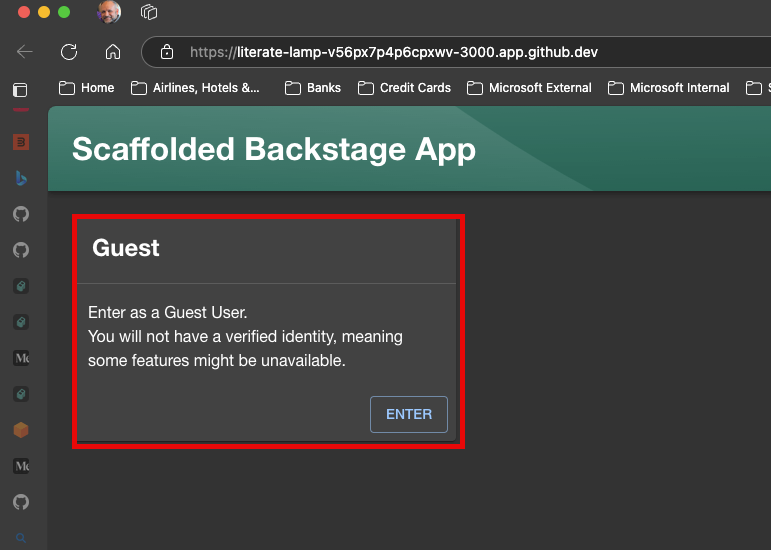 https://literate-lamp-v56px7p4p6cpxwv-3000.app.github.dev
Home Airlines, Hotels &... Banks Credit Cards Microsoft External Microsoft Internal
Scaffolded Backstage App
Guest
Enter as a Guest User.
You will not have a verified identity, meaning
some features might be unavailable.
ENTER